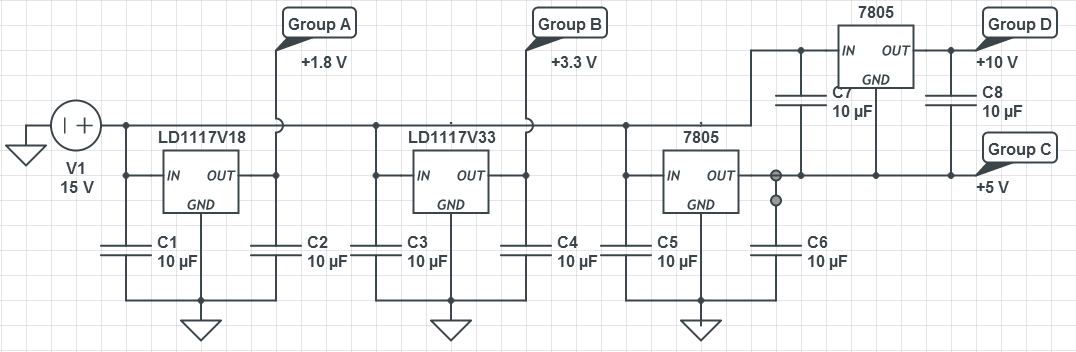 Group A
+1.8 V
Group B
+3.3 V
7805
IN OUT
GND
Group D
+10 V
C7
10 µF
C8
10 µF
V1
15 V
LD1117V18
IN OUT
GND
LD1117V33
IN OUT
GND
7805
IN OUT
GND
Group C
+5 V
C1
10 µF
C2
10 µF
C3
10 µF
C4
10 µF
C5
10 µF
C6
10 µF